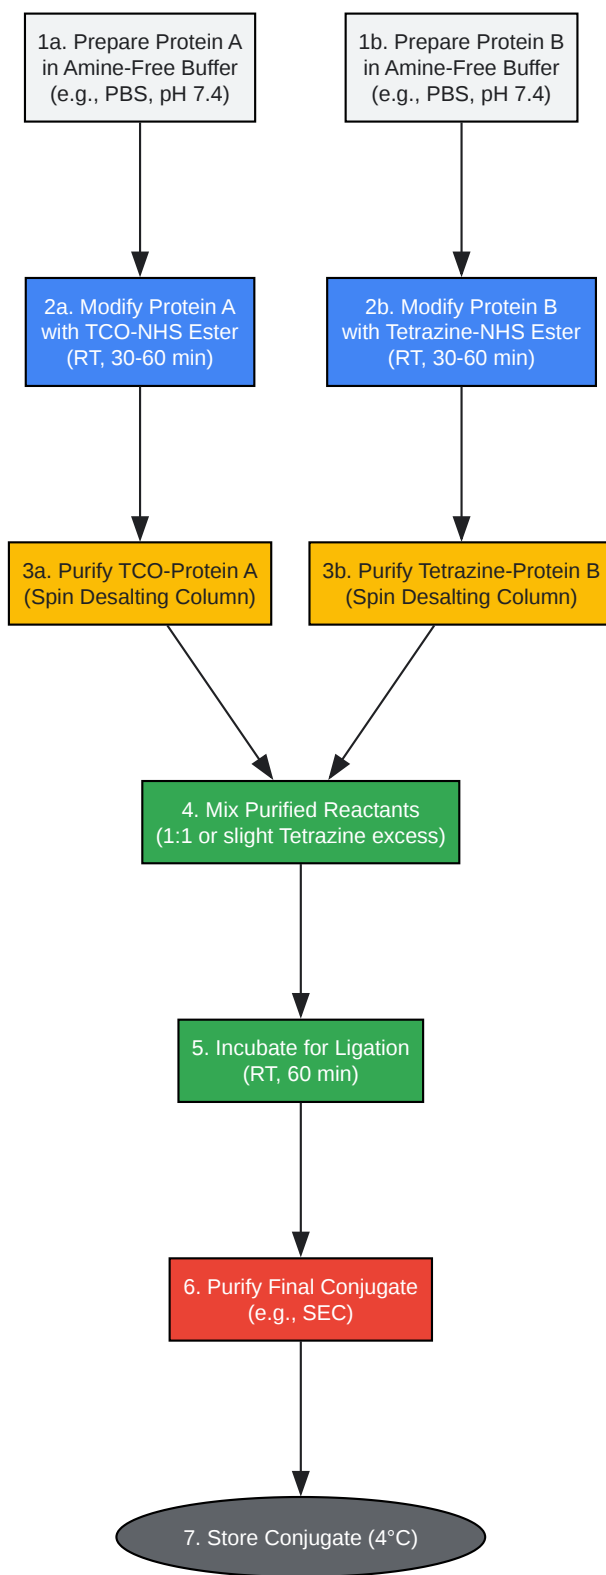 1a. Prepare Protein A
in Amine-Free Buffer
(e.g., PBS, pH 7.4)
1b. Prepare Protein B
in Amine-Free Buffer
(e.g., PBS, pH 7.4)
2a. Modify Protein A
with TCO-NHS Ester
(RT, 30-60 min)
2b. Modify Protein B
with Tetrazine-NHS Ester
(RT, 30-60 min)
3a. Purify TCO-Protein A
(Spin Desalting Column)
3b. Purify Tetrazine-Protein B
(Spin Desalting Column)
4. Mix Purified Reactants
(1:1 or slight Tetrazine excess)
5. Incubate for Ligation
(RT, 60 min)
6. Purify Final Conjugate
(e.g., SEC)
7. Store Conjugate (4°C)